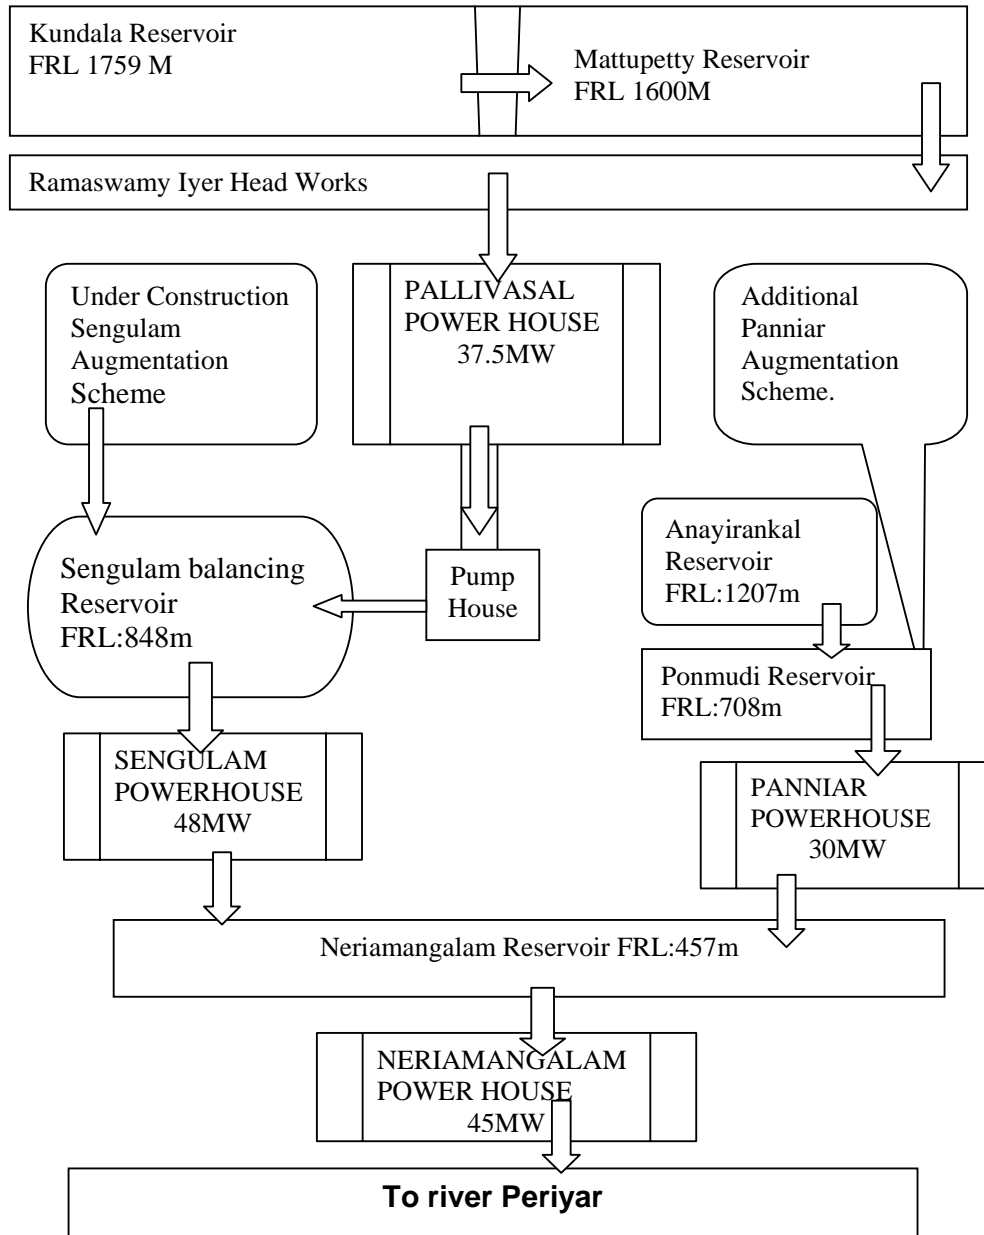 Kundala Reservoir
FRL 1759 M
Mattupetty Reservoir
FRL 1600M
Ramaswamy Iyer Head Works
Under Construction
Sengulam
Augmentation
Scheme
PALLIVASAL
POWER HOUSE
37.5MW
Additional
Panniar
Augmentation
Scheme.
Anayirankal
Reservoir
FRL:1207m
Sengulam balancing
Reservoir
FRL:848m
Pump
House
Ponmudi Reservoir
FRL:708m
SENGULAM
POWERHOUSE
48MW
PANNIAR
POWERHOUSE
30MW
Neriamangalam Reservoir FRL:457m
NERIAMANGALAM
POWER HOUSE
45MW
To river Periyar